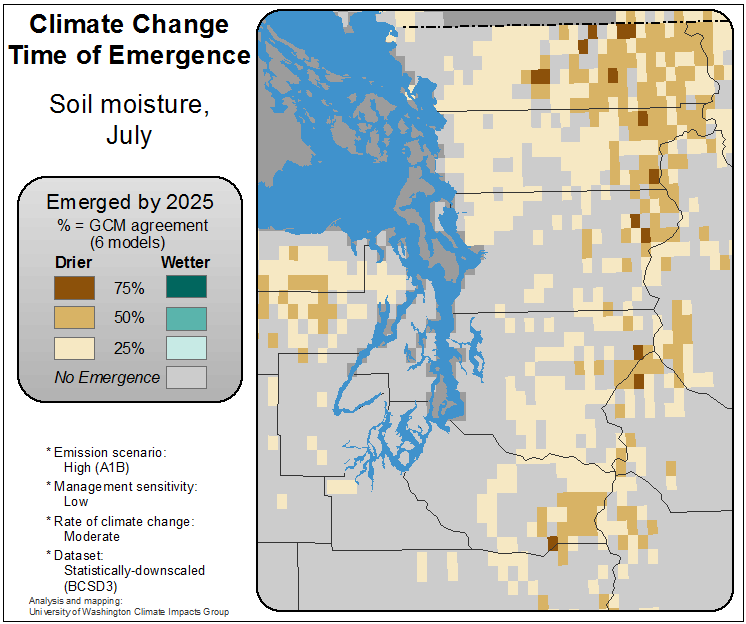 Climate Change
Time of Emergence
Soil moisture,
July
Emerged by 2025
% = GCM agreement
(6 models)
Drier Wetter
75%
50%
25%
No Emergence
* Emission scenario:
High (A1B)
* Management sensitivity:
Low
* Rate of climate change:
Moderate
* Dataset:
Statistically-downscaled
(BCSD3)
Analysis and mapping:
University of Washington Climate Impacts Group